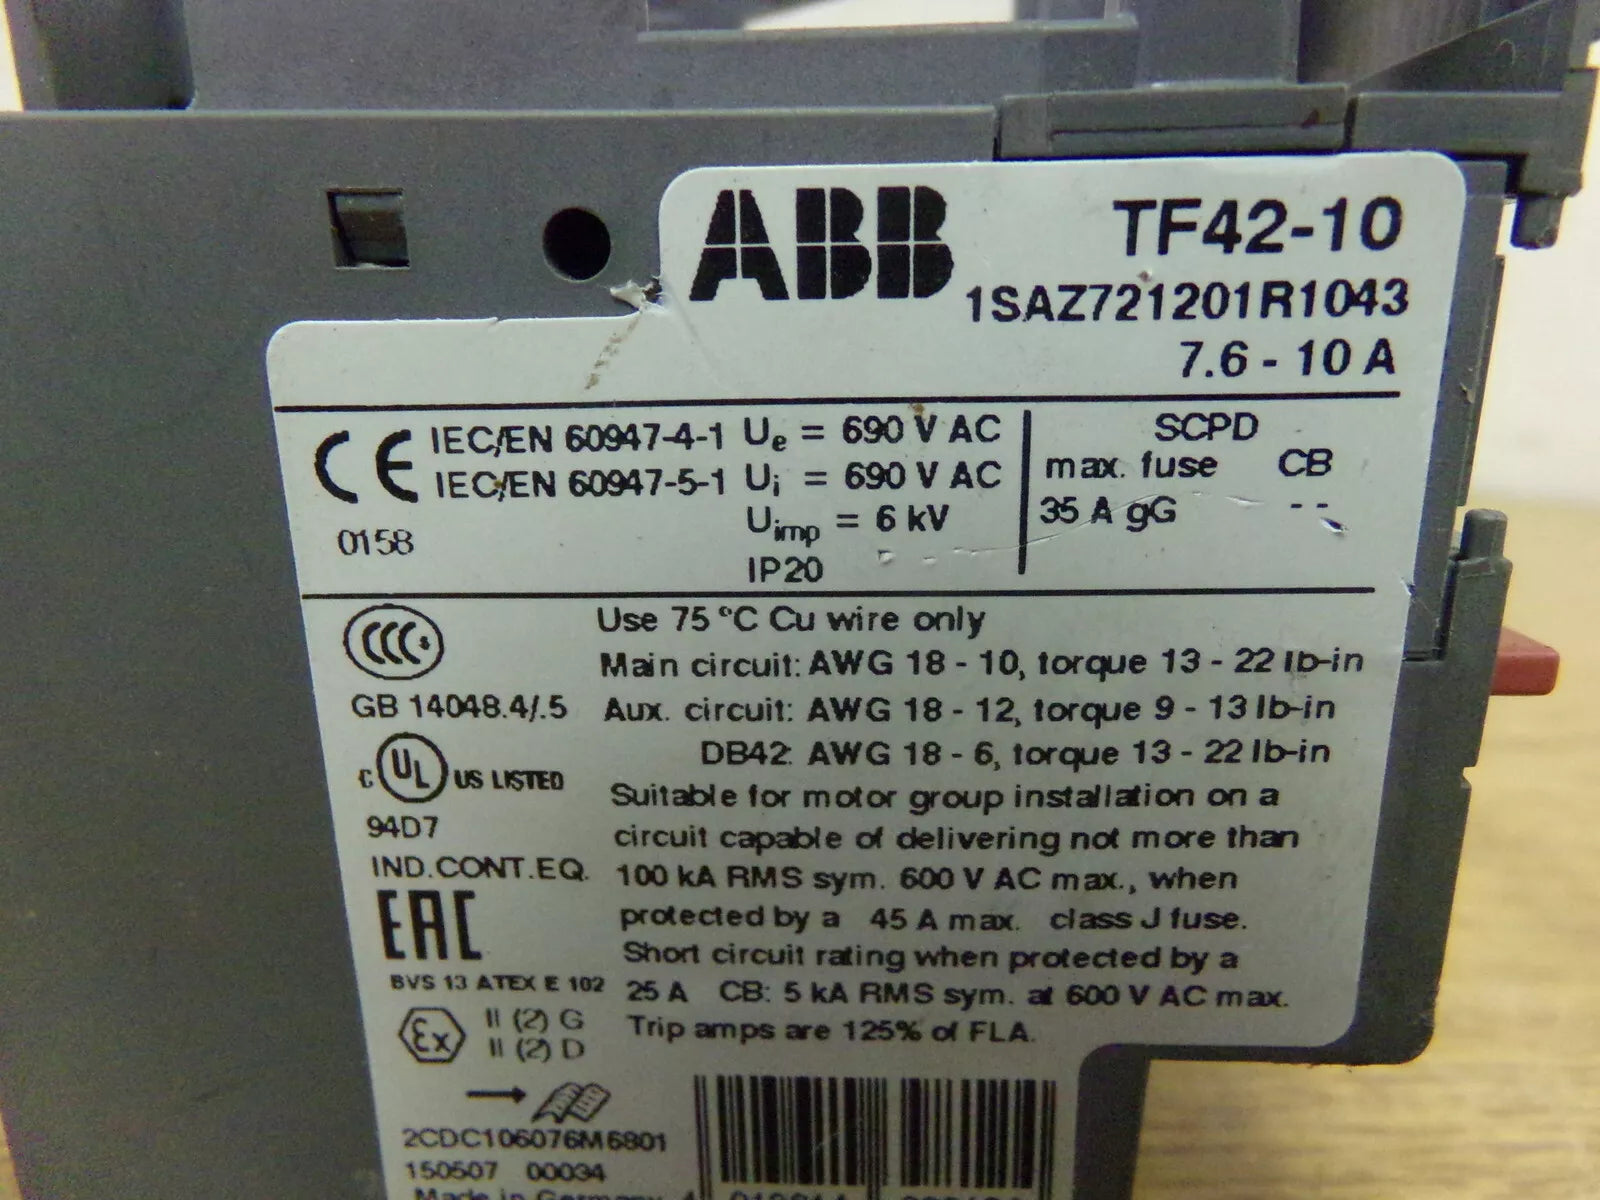 ABB TF42-10
1SAZ721201R1043
7.6 - 10 A
CE IEC/EN 60947-4-1
IEC/EN 60947-5-1
0158
Ue = 690 V AC
Ui = 690 V AC
Uimp = 6 kV
IP20
SCPD
max. fuse CB
35 A gG --
CCC S
GB 14048.4/.5
C UL US LISTED
94D7
IND.CONT.EQ.
EAC
BVS 13 ATEX E 102
Ex II (2) G
II (2) D
2CDC106076M6801
150507 00034
Made in Germany
Use 75 °C Cu wire only
Main circuit: AWG 18 - 10, torque 13 - 22 lb-in
Aux. circuit: AWG 18 - 12, torque 9 - 13 lb-in
DB42: AWG 18 - 6, torque 13 - 22 lb-in
Suitable for motor group installation on a
circuit capable of delivering not more than
100 kA RMS sym. 600 V AC max., when
protected by a 45 A max. class J fuse.
Short circuit rating when protected by a
25 A CB: 5 kA RMS sym. at 600 V AC max.
Trip amps are 125% of FLA.